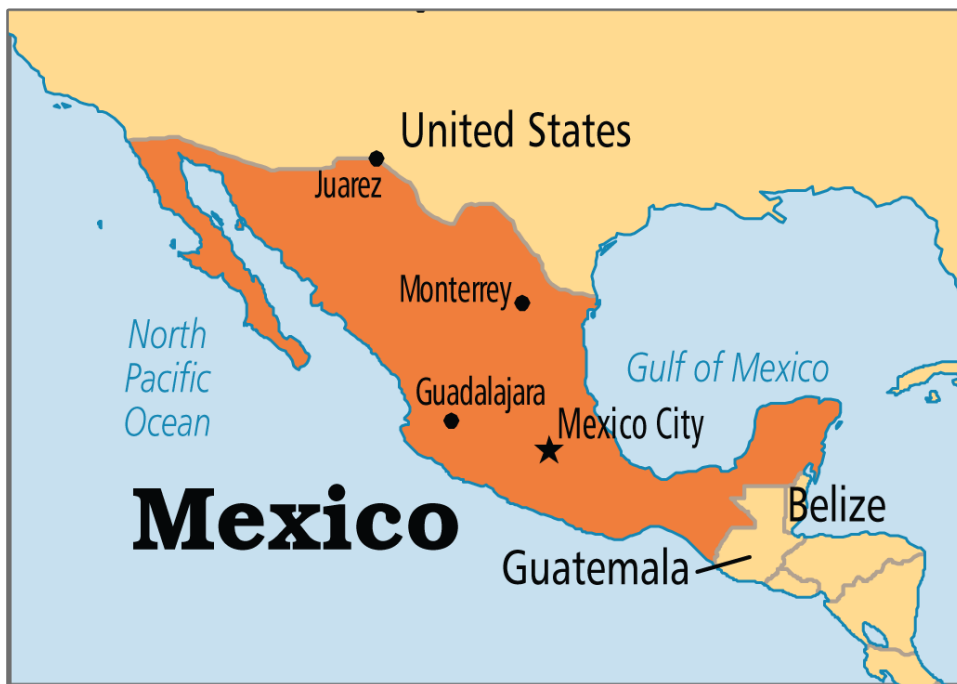 United States
Juarez
Monterrey
North
Pacific
Ocean
Gulf of Mexico
Guadalajara
Mexico City
Mexico
Belize
Guatemala